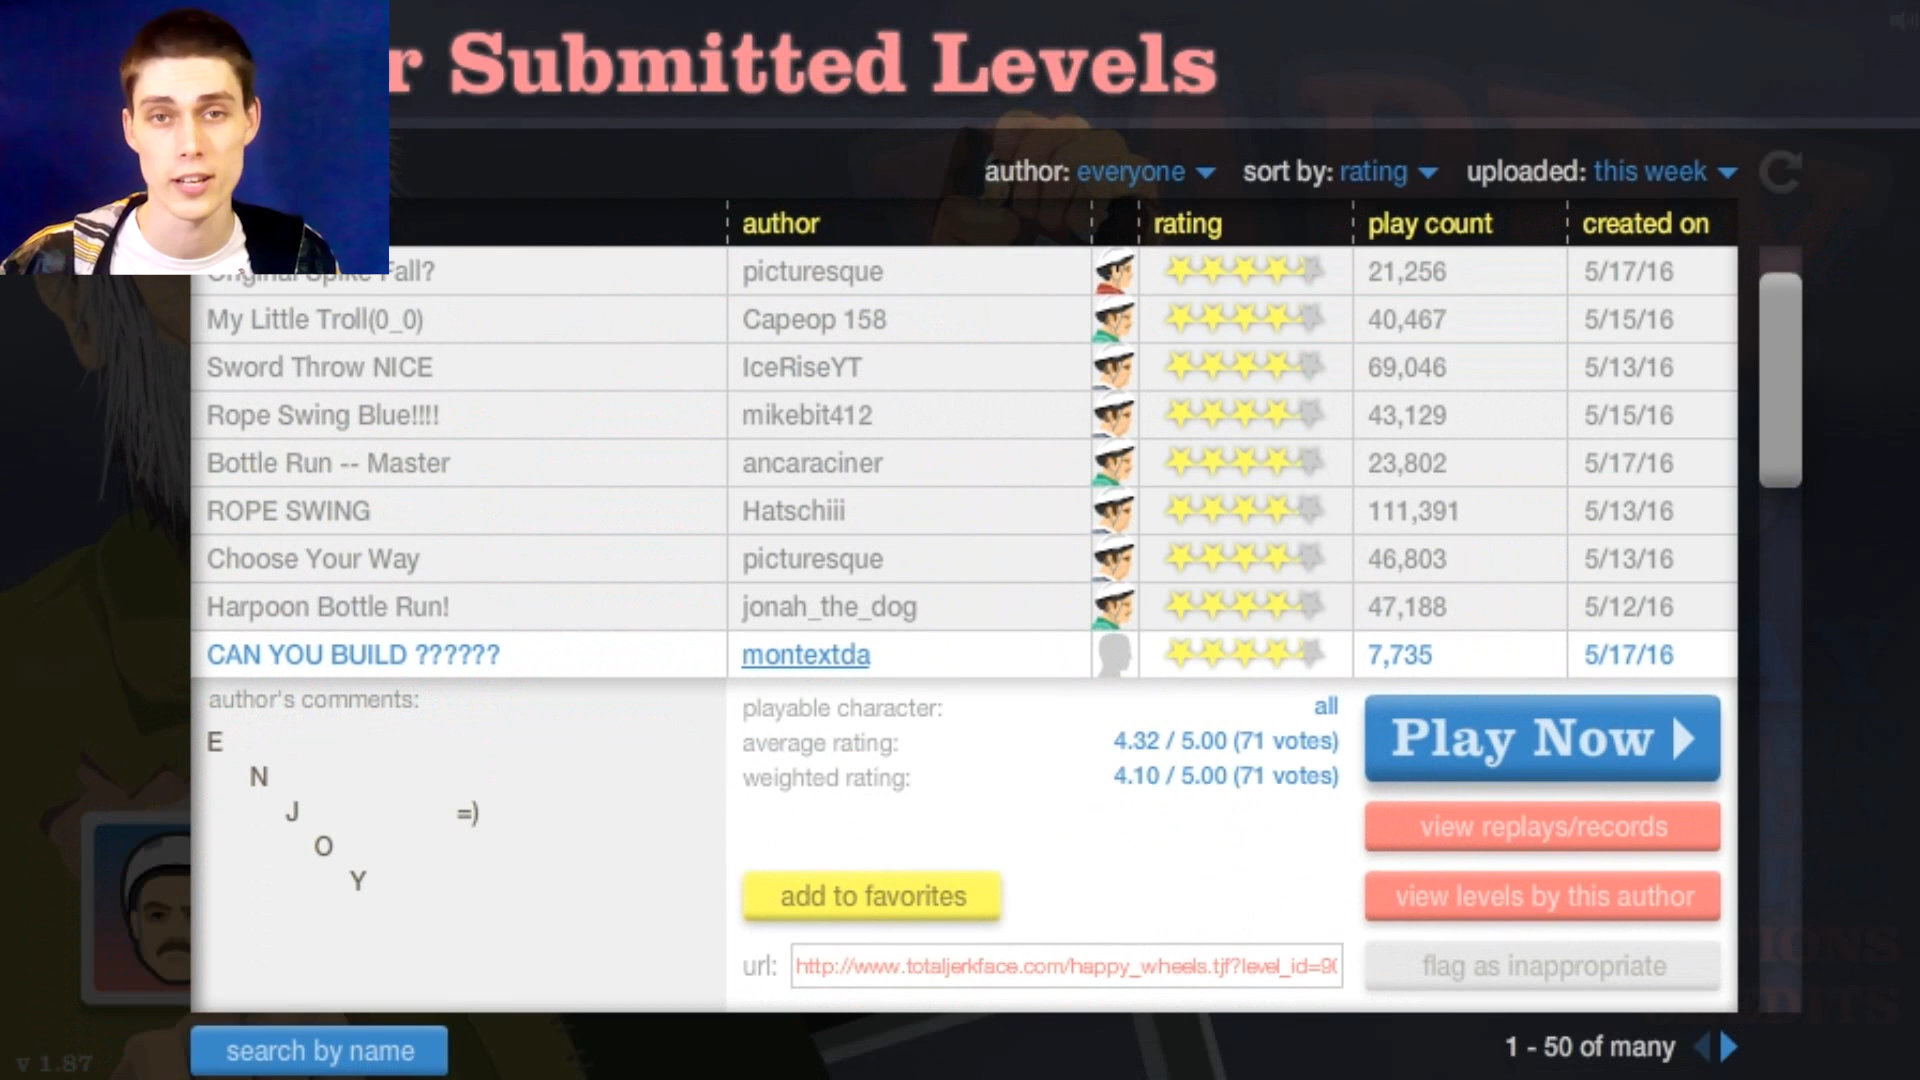 r Submitted Levels
author: everyone sort by: rating uploaded: this week
author rating play count created on
Original Spike Fall? picturesque 21,256 5/17/16
My Little Troll(0_0) Capeop 158 40,467 5/15/16
Sword Throw NICE IceRiseYT 69,046 5/13/16
Rope Swing Blue!!!! mikebit412 43,129 5/15/16
Bottle Run -- Master ancaraciner 23,802 5/17/16
ROPE SWING Hatschiii 111,391 5/13/16
Choose Your Way picturesque 46,803 5/13/16
Harpoon Bottle Run! jonah_the_dog 47,188 5/12/16
CAN YOU BUILD ?????? montextda 7,735 5/17/16
author's comments:
E
N
J =)
O
Y
playable character: all
average rating: 4.32 / 5.00 (71 votes)
weighted rating: 4.10 / 5.00 (71 votes)
add to favorites
url: http://www.totaljerkface.com/happy_wheels.tjf?level_id=9
Play Now
view replays/records
view levels by this author
flag as inappropriate
search by name
1 - 50 of many
v 1.87